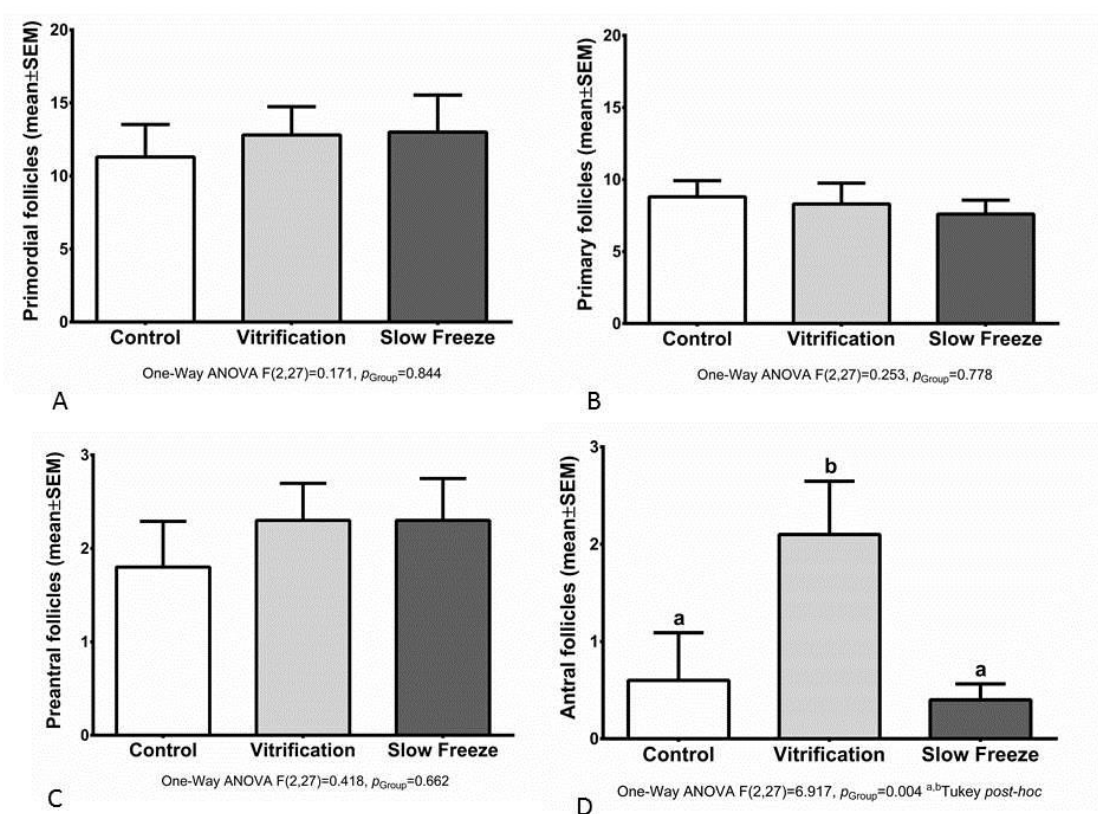 Primordial follicles (mean±SEM)
20
15
10
5
0
Control Vitrification Slow Freeze
One-Way ANOVA F(2,27)=0.171, pGroup=0.844
A
Primary follicles (mean±SEM)
20
15
10
5
0
Control Vitrification Slow Freeze
One-Way ANOVA F(2,27)=0.253, pGroup=0.778
B
Preantral follicles (mean±SEM)
3
2
1
0
Control Vitrification Slow Freeze
One-Way ANOVA F(2,27)=0.418, pGroup=0.662
C
Antral follicles (mean±SEM)
3
2
1
0
a
b
a
Control Vitrification Slow Freeze
One-Way ANOVA F(2,27)=6.917, pGroup=0.004 a,bTukey post-hoc
D